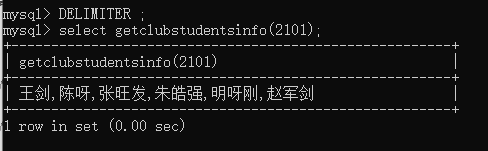 mysql> DELIMITER ;
mysql> select getclubstudentsinfo(2101);
+------------------------------------------------------+
| getclubstudentsinfo(2101) |
+------------------------------------------------------+
| 王剑,陈呀,张旺发,朱皓强,明呀刚,赵军剑 |
+------------------------------------------------------+
1 row in set (0.00 sec)